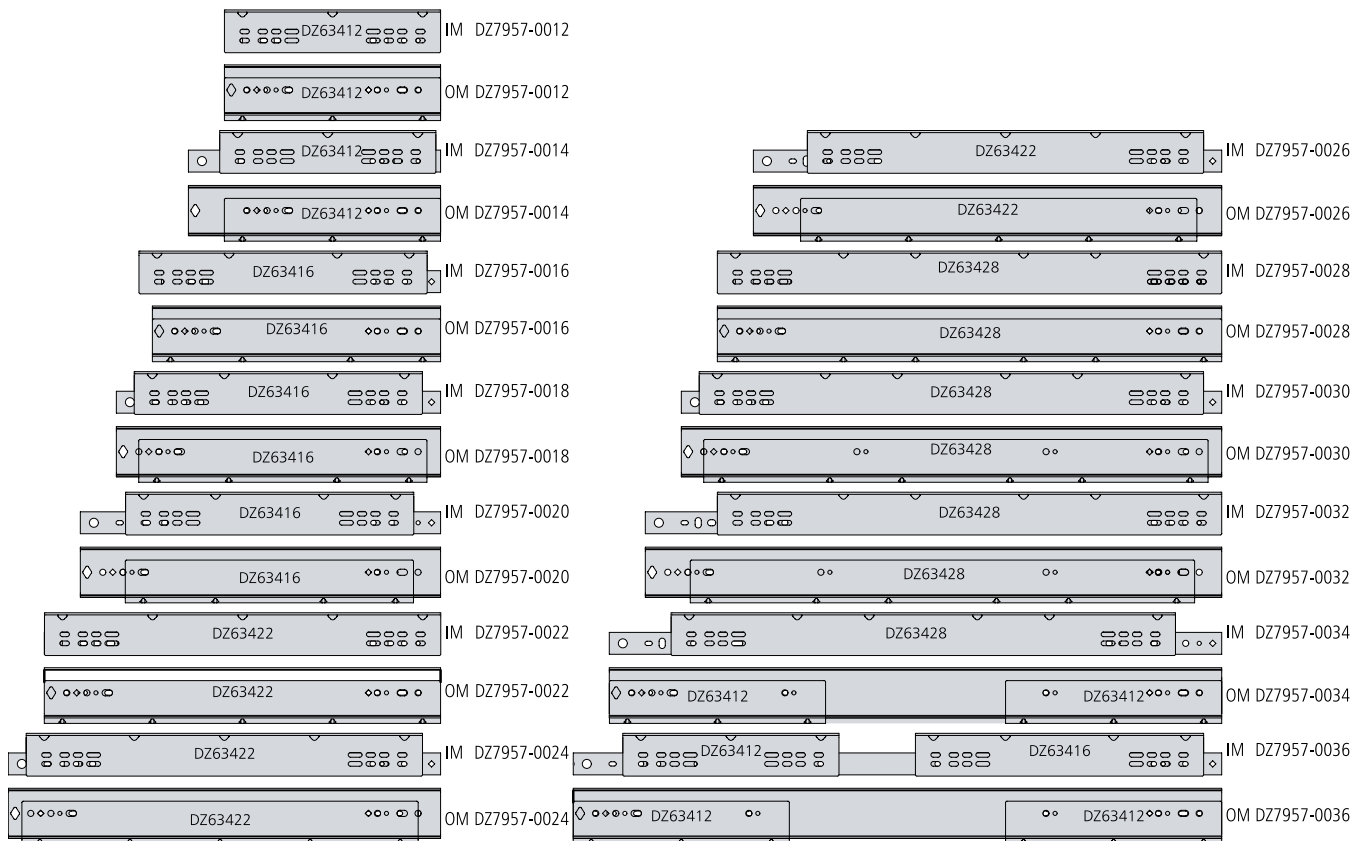 DZ63412 IM DZ7957-0012
DZ63412 OM DZ7957-0012
DZ63412 IM DZ7957-0014
DZ63412 OM DZ7957-0014
DZ63416 IM DZ7957-0016
DZ63416 OM DZ7957-0016
DZ63416 IM DZ7957-0018
DZ63416 OM DZ7957-0018
DZ63416 IM DZ7957-0020
DZ63416 OM DZ7957-0020
DZ63422 IM DZ7957-0022
DZ63422 OM DZ7957-0022
DZ63422 IM DZ7957-0024
DZ63422 OM DZ7957-0024
DZ63422 IM DZ7957-0026
DZ63422 OM DZ7957-0026
DZ63428 IM DZ7957-0028
DZ63428 OM DZ7957-0028
DZ63428 IM DZ7957-0030
DZ63428 OM DZ7957-0030
DZ63428 IM DZ7957-0032
DZ63428 OM DZ7957-0032
DZ63428 IM DZ7957-0034
DZ63412 DZ63412 OM DZ7957-0034
DZ63412 DZ63416 IM DZ7957-0036
DZ63412 DZ63412 OM DZ7957-0036